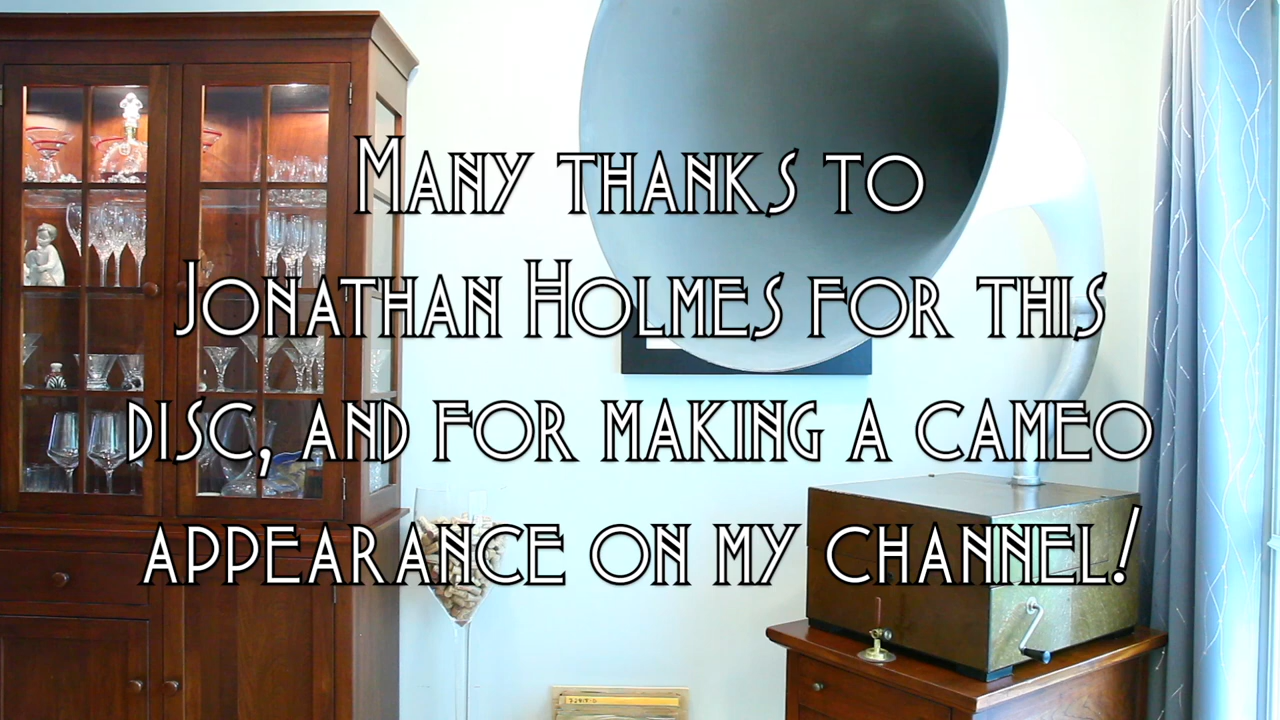 Many thanks to
Jonathan Holmes for this
disc, and for making a cameo
appearance on my channel!